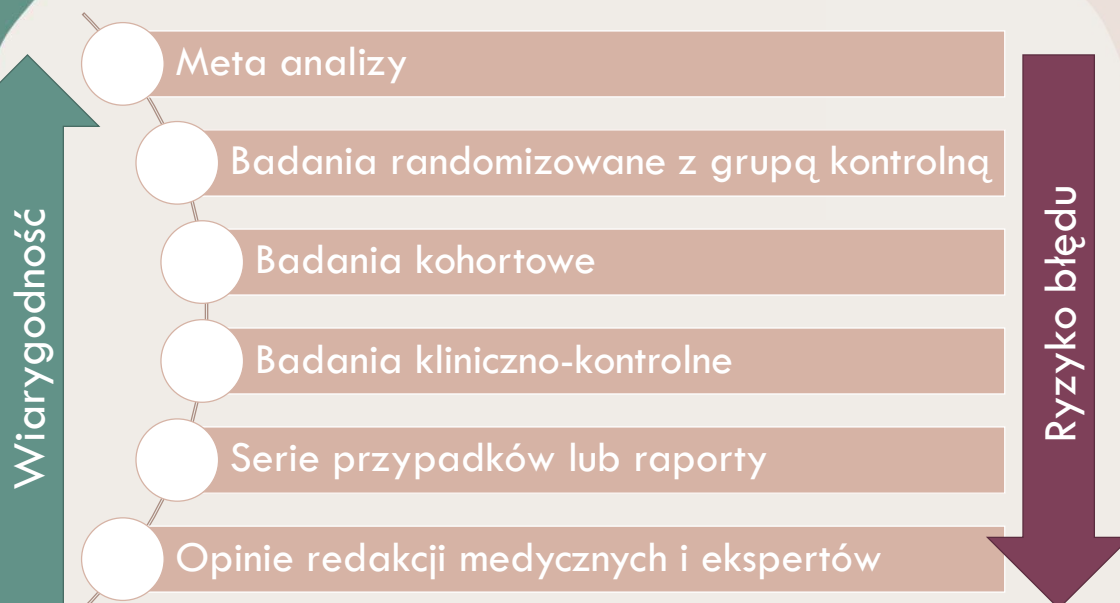 Meta analizy
Badania randomizowane z grupą kontrolną
Badania kohortowe
Badania kliniczno-kontrolne
Serie przypadków lub raporty
Opinie redakcji medycznych i ekspertów
Wiarygodność
Ryzyko błędu